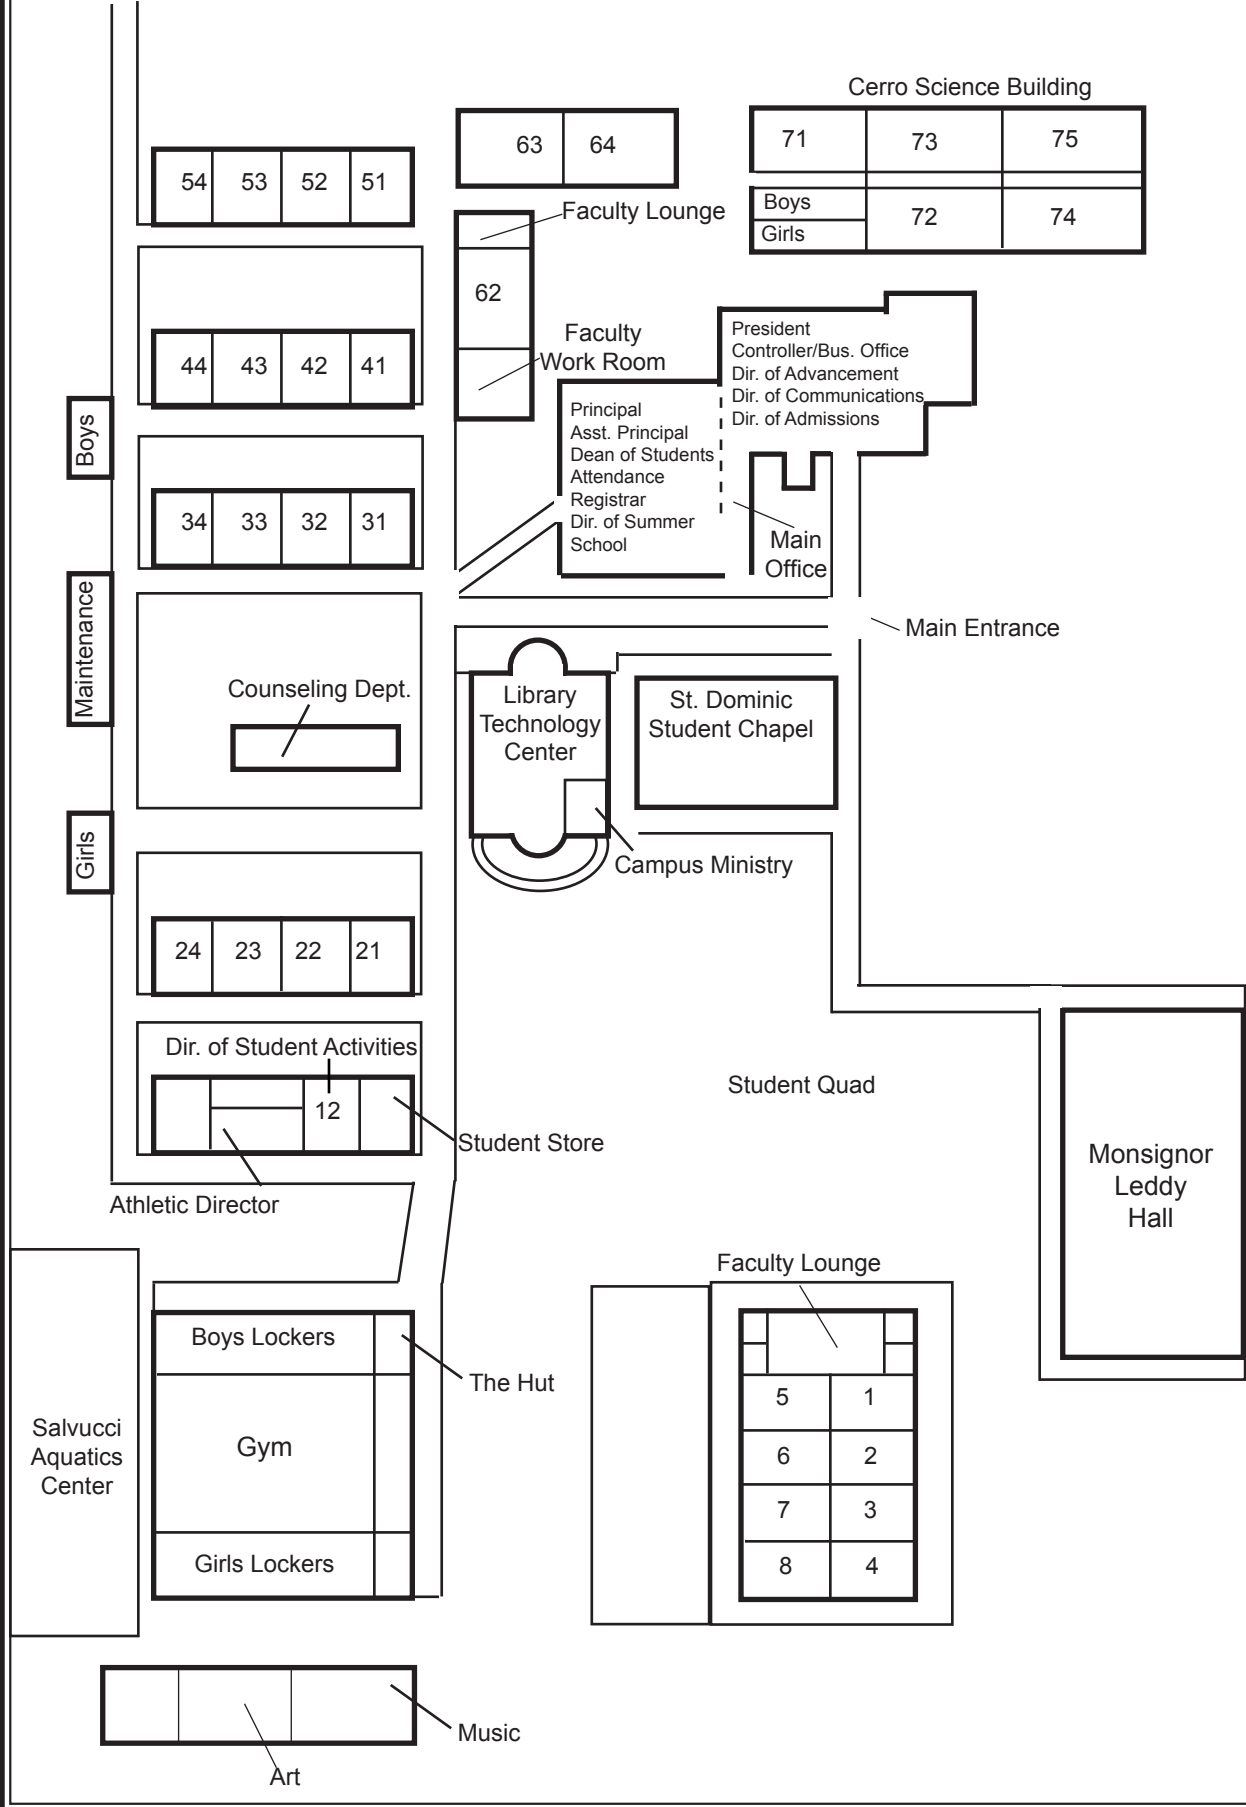 Cerro Science Building
63 64
71 73 75
54 53 52 51
Boys
72 74
Girls
Faculty Lounge
62
Faculty
Work Room
President
Controller/Bus. Office
Dir. of Advancement
Dir. of Communications
Dir. of Admissions
44 43 42 41
Boys
Principal
Asst. Principal
Dean of Students
Attendance
Registrar
Dir. of Summer
School
34 33 32 31
Main
Office
Maintenance
Main Entrance
Counseling Dept.
Library
Technology
Center
St. Dominic
Student Chapel
Girls
Campus Ministry
24 23 22 21
Dir. of Student Activities
12
Student Quad
Student Store
Athletic Director
Monsignor
Leddy
Hall
Faculty Lounge
Boys Lockers
The Hut
5 1
Salvucci
Aquatics
Center
Gym
6 2
7 3
Girls Lockers
8 4
Music
Art